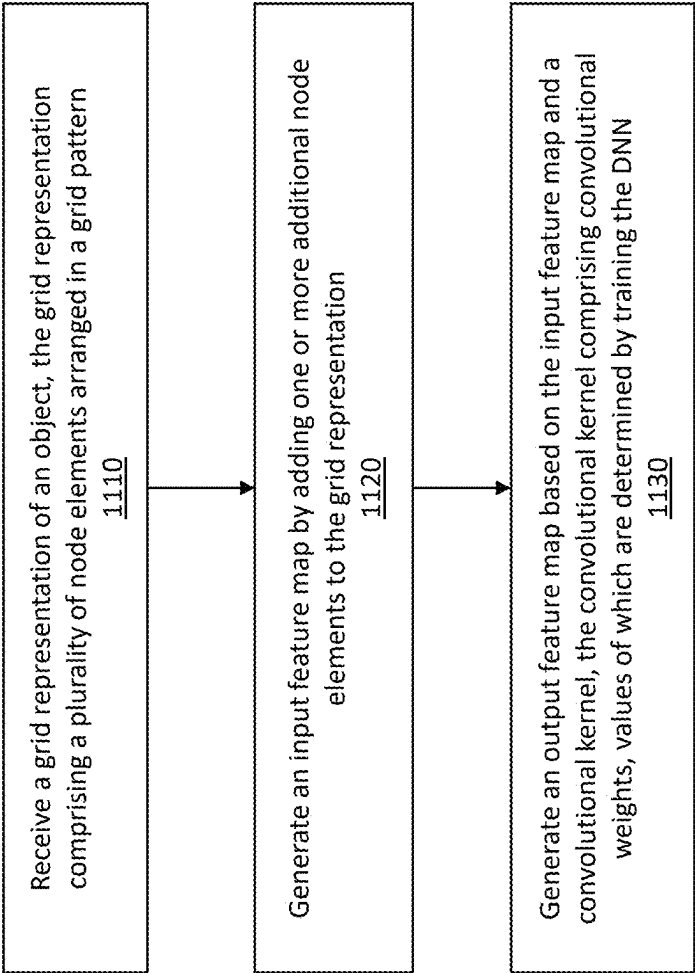 Receive a grid representation of an object, the grid representation
comprising a plurality of node elements arranged in a grid pattern
1110
Generate an input feature map by adding one or more additional node
elements to the grid representation
1120
Generate an output feature map based on the input feature map and a
convolutional kernel, the convolutional kernel comprising convolutional
weights, values of which are determined by training the DNN
1130